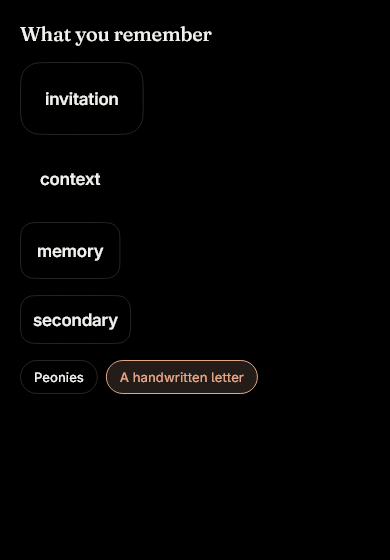 What you remember
invitation
context
memory
secondary
Peonies
A handwritten letter